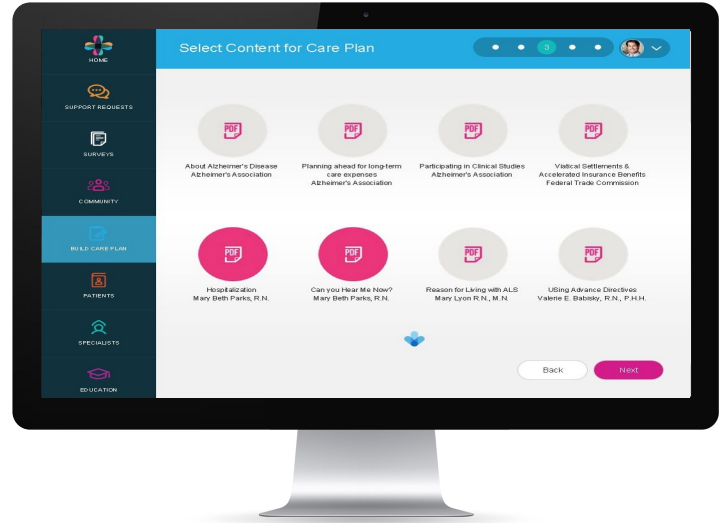 HOME
Select Content for Care Plan
3
SUPPORT REQUESTS
SURVEYS
COMMUNITY
BUILD CARE PLAN
PATIENTS
SPECIALISTS
EDUCATION
PDF
About Alzheimer's Disease
Alzheimer's Association
PDF
Planning ahead for long-term
care expenses
Alzheimer's Association
PDF
Participating in Clinical Studies
Alzheimer's Association
PDF
Viatical Settlements &
Accelerated Insurance Benefits
Federal Trade Commission
PDF
Hospitalization
Mary Beth Parks, R.N.
PDF
Can you Hear Me Now?
Mary Beth Parks, R.N.
PDF
Reason for Living with ALS
Mary Lyon R.N., M.N.
PDF
USing Advance Directives
Valerie E. Babisky, R.N., P.H.H.
Back
Next